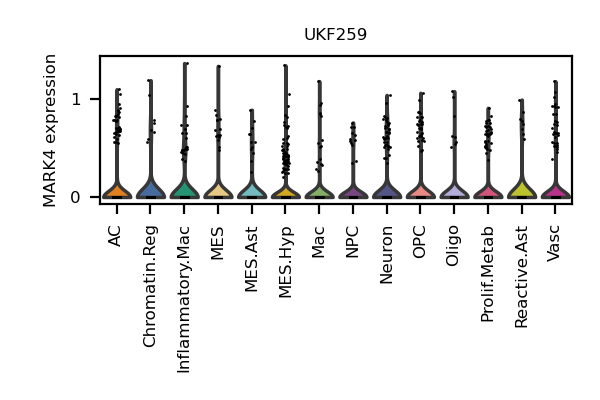 UKF259
MARK4 expression
1
0
AC
Chromatin.Reg
Inflammatory.Mac
MES
MES.Ast
MES.Hyp
Mac
NPC
Neuron
OPC
Oligo
Prolif.Metab
Reactive.Ast
Vasc